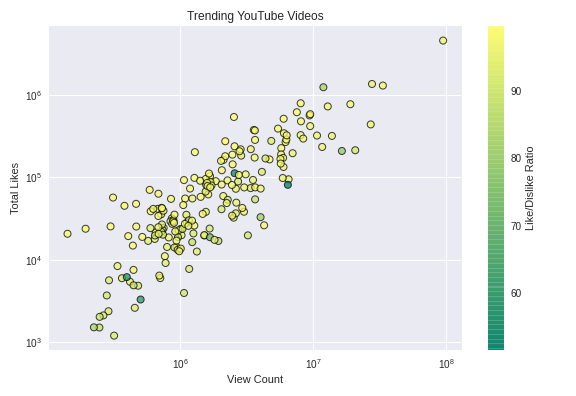 Trending YouTube Videos
Total Likes
10⁶
10⁵
10⁴
10³
10⁶
10⁷
10⁸
View Count
90
80
70
60
Like/Dislike Ratio